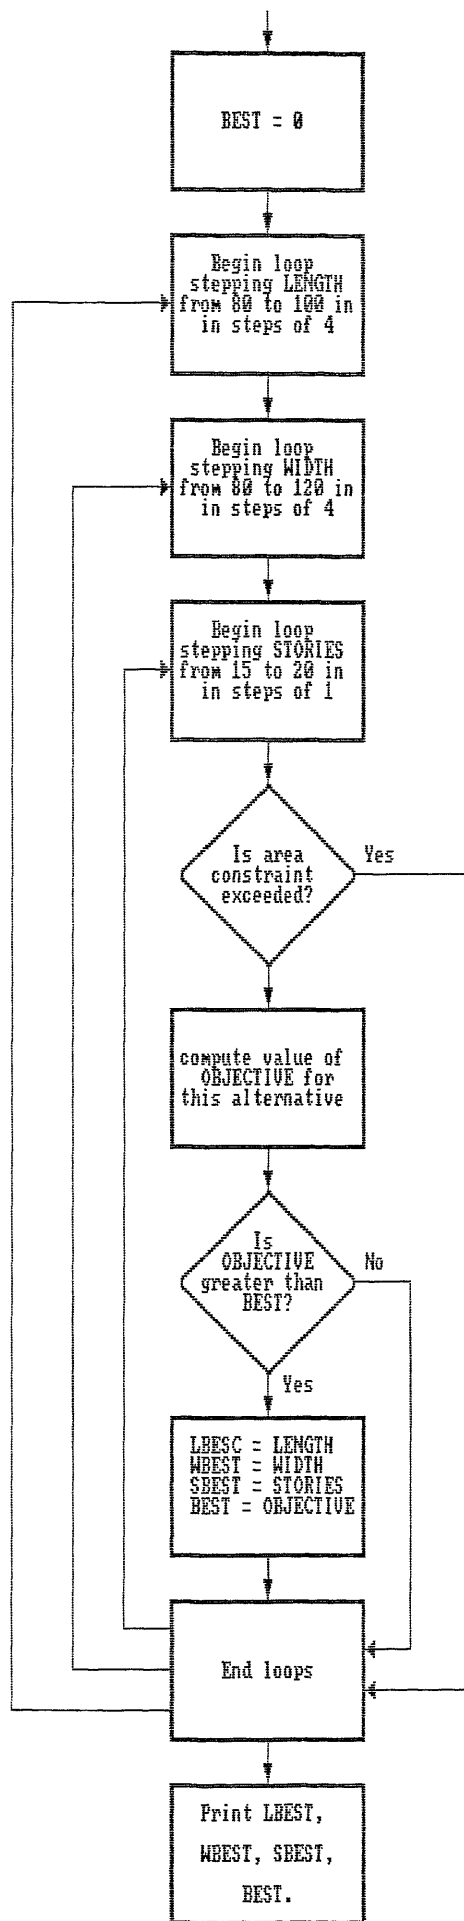 BEST = 0
Begin loop
stepping LENGTH
from 80 to 100 in
in steps of 4
Begin loop
stepping WIDTH
from 80 to 120 in
in steps of 4
Begin loop
stepping STORIES
from 15 to 20 in
in steps of 1
Is area
constraint
exceeded?
Yes
compute value of
OBJECTIVE for
this alternative
Is
OBJECTIVE
greater than
BEST?
No
Yes
LBESC = LENGTH
WBEST = WIDTH
SBEST = STORIES
BEST = OBJECTIVE
End loops
Print LBEST,
WBEST, SBEST,
BEST.